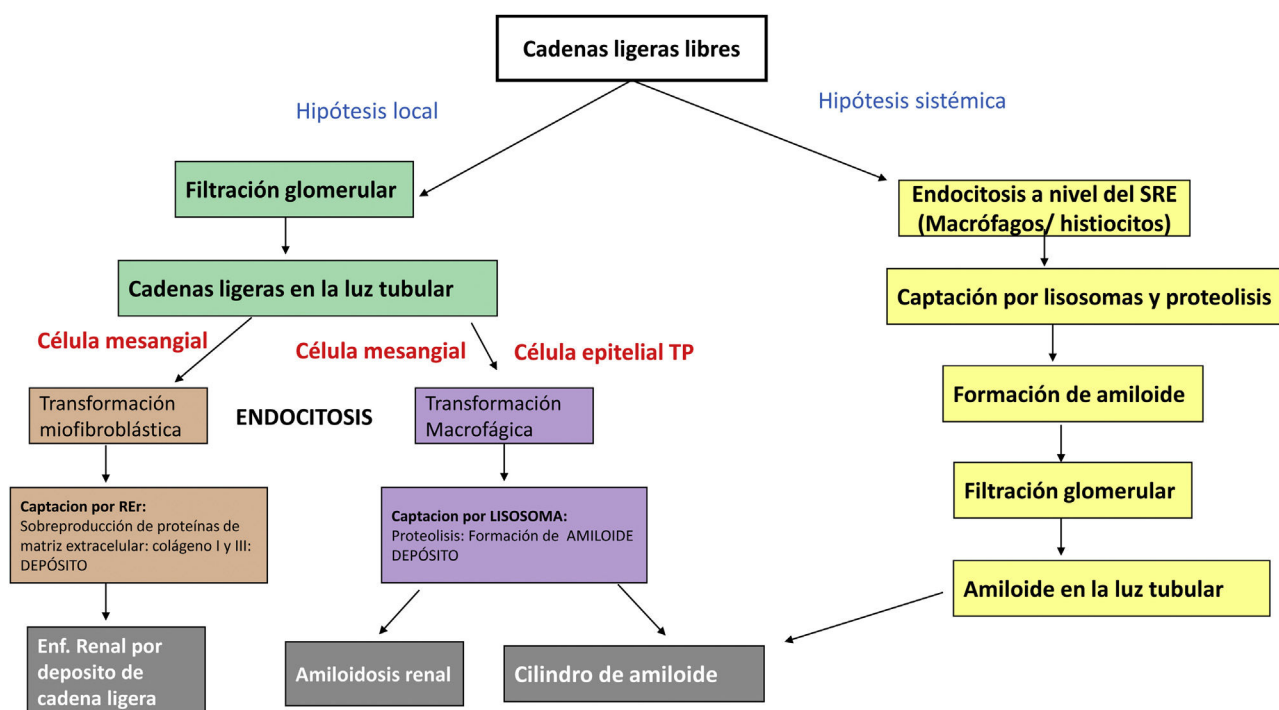 Cadenas ligeras libres
Hipótesis local
Hipótesis sistémica
Filtración glomerular
Endocitosis a nivel del SRE
(Macrófagos/ histiocitos)
Cadenas ligeras en la luz tubular
Captación por lisosomas y proteolisis
Célula mesangial
Célula mesangial
Célula epitelial TP
Transformación
miofibroblástica
ENDOCITOSIS
Transformación
Macrofágica
Formación de amiloide
Captacion por REr:
Sobreproducción de proteínas de
matriz extracelular: colágeno I y III:
DEPÓSITO
Captacion por LISOSOMA:
Proteolisis: Formación de AMILOIDE
DEPÓSITO
Filtración glomerular
Amiloide en la luz tubular
Enf. Renal por
deposito de
cadena ligera
Amiloidosis renal
Cilindro de amiloide